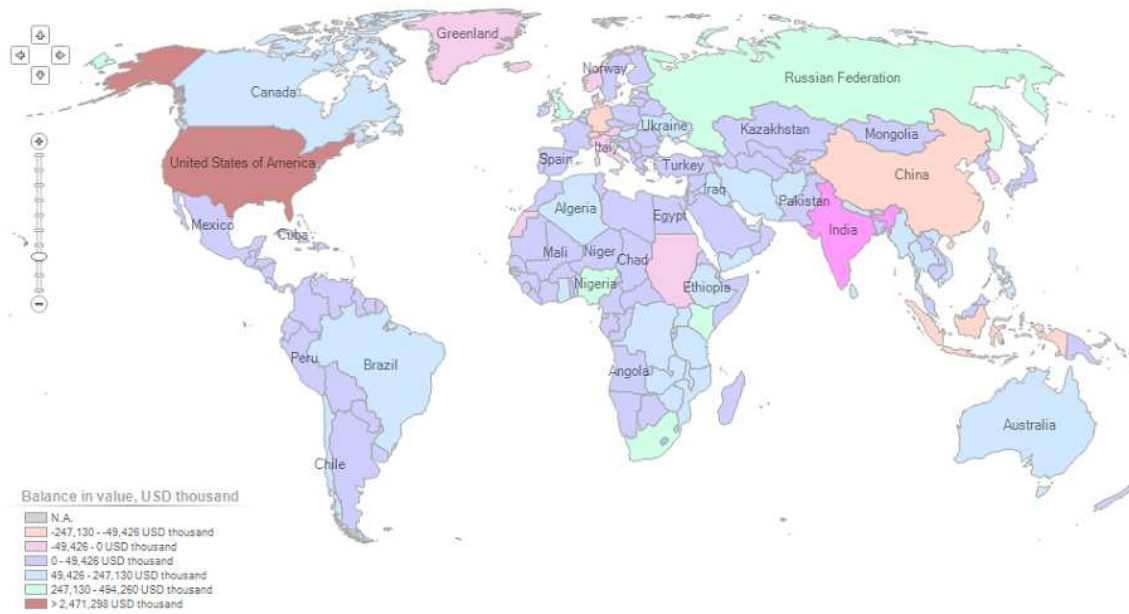 Greenland
Norway
Russian Federation
Canada
Ukraine
Kazakhstan
Mongolia
United States of America
Italy
Spain
Turkey
China
Iraq
Pakistan
Algeria
Egypt
India
Mexico
Cuba
Mali
Niger
Chad
Nigeria
Ethiopia
Peru
Brazil
Angola
Australia
Chile
Balance in value, USD thousand
N.A.
-247,130 - -49,426 USD thousand
-49,426 - 0 USD thousand
0 - 49,426 USD thousand
49,426 - 247,130 USD thousand
247,130 - 494,260 USD thousand
> 2,471,298 USD thousand